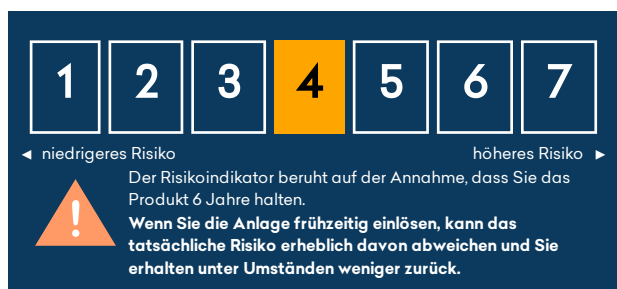 1 2 3 4 5 6 7
◄ niedrigeres Risiko höheres Risiko ►
Der Risikoindikator beruht auf der Annahme, dass Sie das
Produkt 6 Jahre halten.
Wenn Sie die Anlage frühzeitig einlösen, kann das
tatsächliche Risiko erheblich davon abweichen und Sie
erhalten unter Umständen weniger zurück.
!